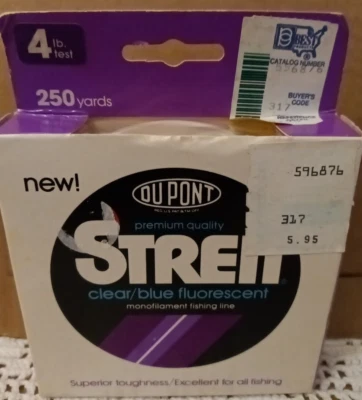 4 lb.
test
250 yards
BEST
CATALOG NUMBER
596876
BUYER'S
CODE
317
new!
DU PONT
premium quality
STREN
clear/blue fluorescent
monofilament fishing line
Superior toughness/Excellent for all fishing
596876
317
5.95